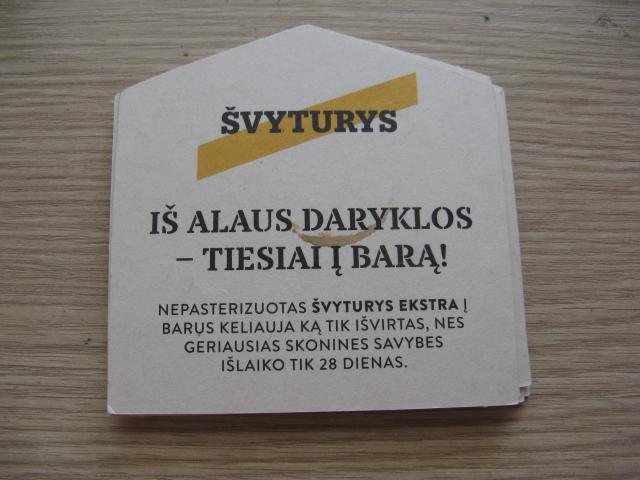 ŠVYTURYS
IŠ ALAUS DARYKLOS
– TIESIAI Į BARĄ!
NEPASTERIZUOTAS ŠVYTURYS EKSTRA Į
BARUS KELIAUJA KĄ TIK IŠVIRTAS, NES
GERIAUSIAS SKONINES SAVYBES
IŠLAIKO TIK 28 DIENAS.